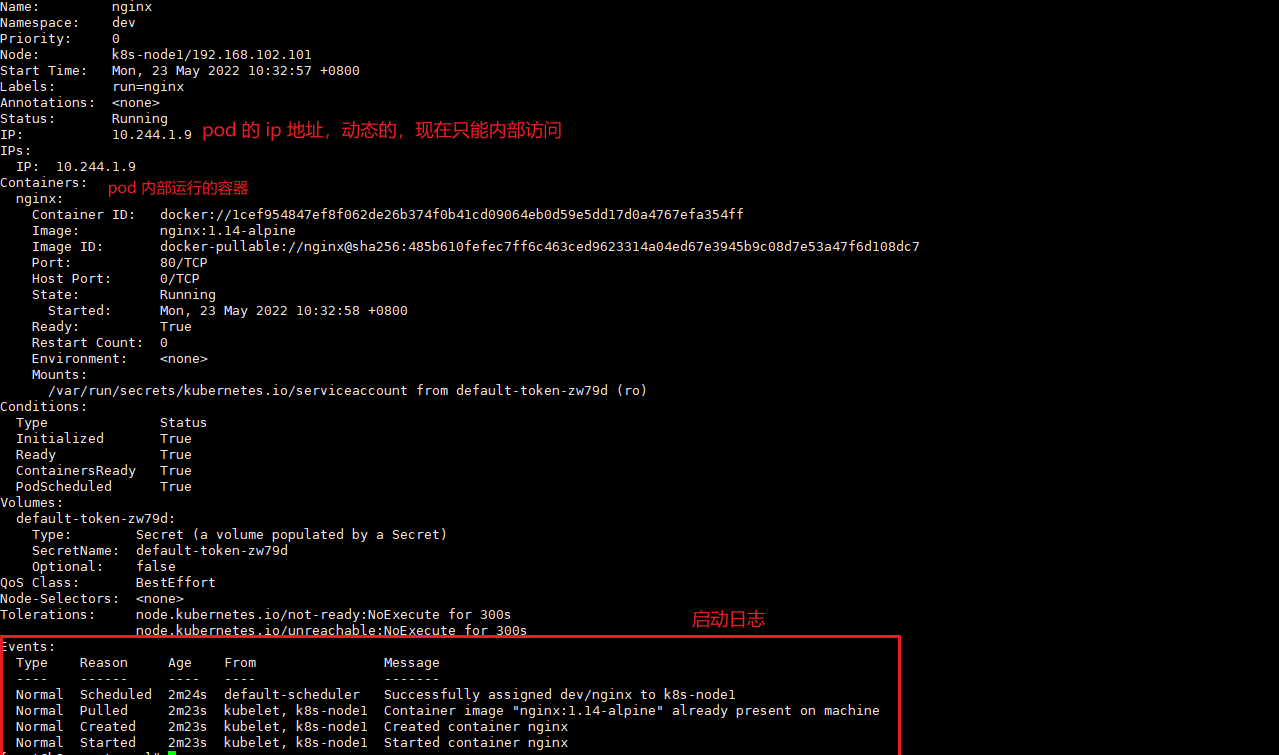 Name:         nginx
Namespace:    dev
Priority:     0
Node:         k8s-node1/192.168.102.101
Start Time:   Mon, 23 May 2022 10:32:57 +0800
Labels:       run=nginx
Annotations:  <none>
Status:       Running
IP:           10.244.1.9 pod 的 ip 地址，动态的，现在只能内部访问
IPs:
  IP:  10.244.1.9
Containers: pod 内部运行的容器
  nginx:
    Container ID:   docker://1cef954847ef8f062de26b374f0b41cd09064eb0d59e5dd17d0a4767efa354ff
    Image:          nginx:1.14-alpine
    Image ID:       docker-pullable://nginx@sha256:485b610fefec7ff6c463ced9623314a04ed67e3945b9c08d7e53a47f6d108dc7
    Port:           80/TCP
    Host Port:      0/TCP
    State:          Running
      Started:      Mon, 23 May 2022 10:32:58 +0800
    Ready:          True
    Restart Count:  0
    Environment:    <none>
    Mounts:
      /var/run/secrets/kubernetes.io/serviceaccount from default-token-zw79d (ro)
Conditions:
  Type              Status
  Initialized       True
  Ready             True
  ContainersReady   True
  PodScheduled      True
Volumes:
  default-token-zw79d:
    Type:        Secret (a volume populated by a Secret)
    SecretName:  default-token-zw79d
    Optional:    false
QoS Class:       BestEffort
Node-Selectors:  <none>
Tolerations:     node.kubernetes.io/not-ready:NoExecute for 300s
                 node.kubernetes.io/unreachable:NoExecute for 300s
启动日志
Events:
  Type    Reason     Age    From               Message
  ----    ------     ----   ----               -------
  Normal  Scheduled  2m24s  default-scheduler  Successfully assigned dev/nginx to k8s-node1
  Normal  Pulled     2m23s  kubelet, k8s-node1  Container image "nginx:1.14-alpine" already present on machine
  Normal  Created    2m23s  kubelet, k8s-node1  Created container nginx
  Normal  Started    2m23s  kubelet, k8s-node1  Started container nginx